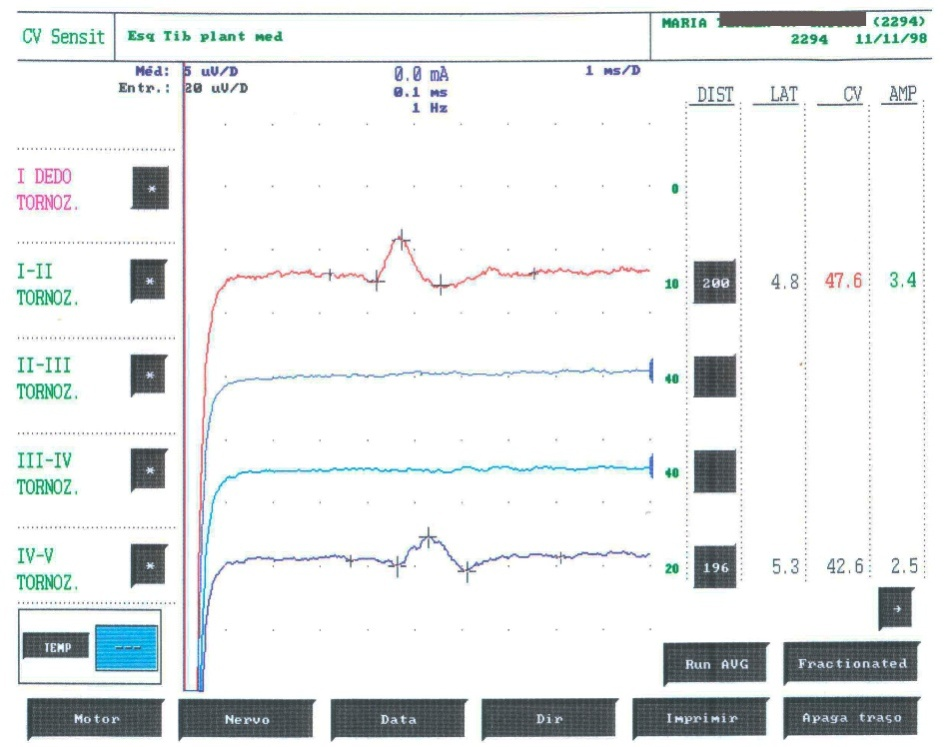 CV Sensit
Esq Tib plant med
MARIA (2294)
2294 11/11/98
Méd: 5 uV/D 0.0 mA 1 ms/D
Entr.: 20 uV/D 0.1 ms
1 Hz
DIST LAT CV AMP
I DEDO
TORNOZ. * 0
I-II
TORNOZ. * 10 200 4.8 47.6 3.4
II-III
TORNOZ. * 40
III-IV
TORNOZ. * 40
IV-V
TORNOZ. * 20 196 5.3 42.6 2.5
→
TEMP ---
Run AVG Fractionated
Motor Nervo Data Dir Imprimir Apaga traço